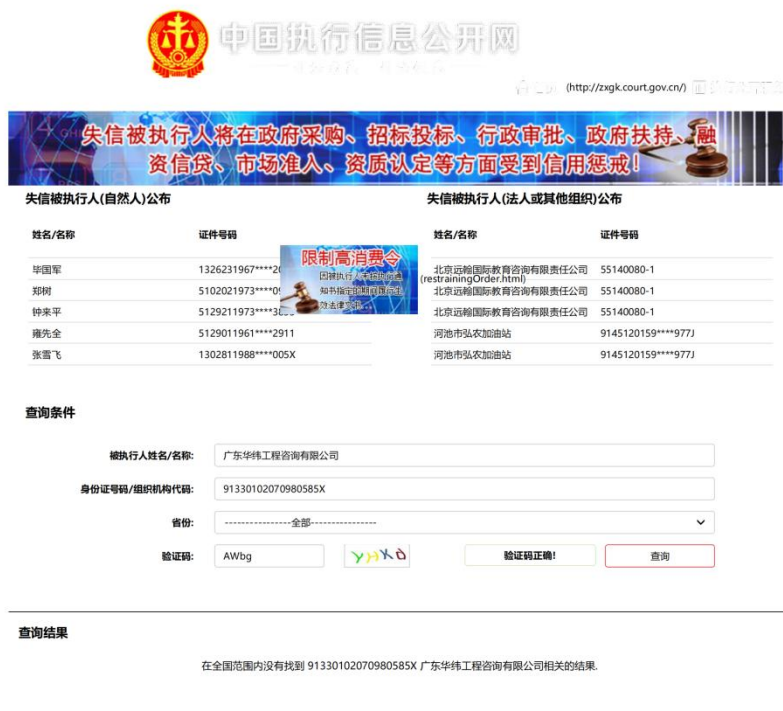 中国执行信息公开网
(http://zxgk.court.gov.cn/)
失信被执行人将在政府采购、招标投标、行政审批、政府扶持、融
资信贷、市场准入、资质认定等方面受到信用惩戒!
失信被执行人(自然人)公布
姓名/名称 证件号码
毕国军 1326231967****
郑树 5102021973****
钟来平 5129211973****
雍先全 5129011961****2911
张雪飞 1302811988****005X
限制高消费令
(restrainingOrder.html)
失信被执行人(法人或其他组织)公布
姓名/名称 证件号码
北京远翰国际教育咨询有限责任公司 55140080-1
北京远翰国际教育咨询有限责任公司 55140080-1
北京远翰国际教育咨询有限责任公司 55140080-1
河池市弘农加油站 9145120159****977J
河池市弘农加油站 9145120159****977J
查询条件
被执行人姓名/名称: 广东华纬工程咨询有限公司
身份证号码/组织机构代码: 91330102070980585X
省份: ----------------全部----------------
验证码: AWbg 验证码正确! 查询
查询结果
在全国范围内没有找到 91330102070980585X 广东华纬工程咨询有限公司相关的结果.